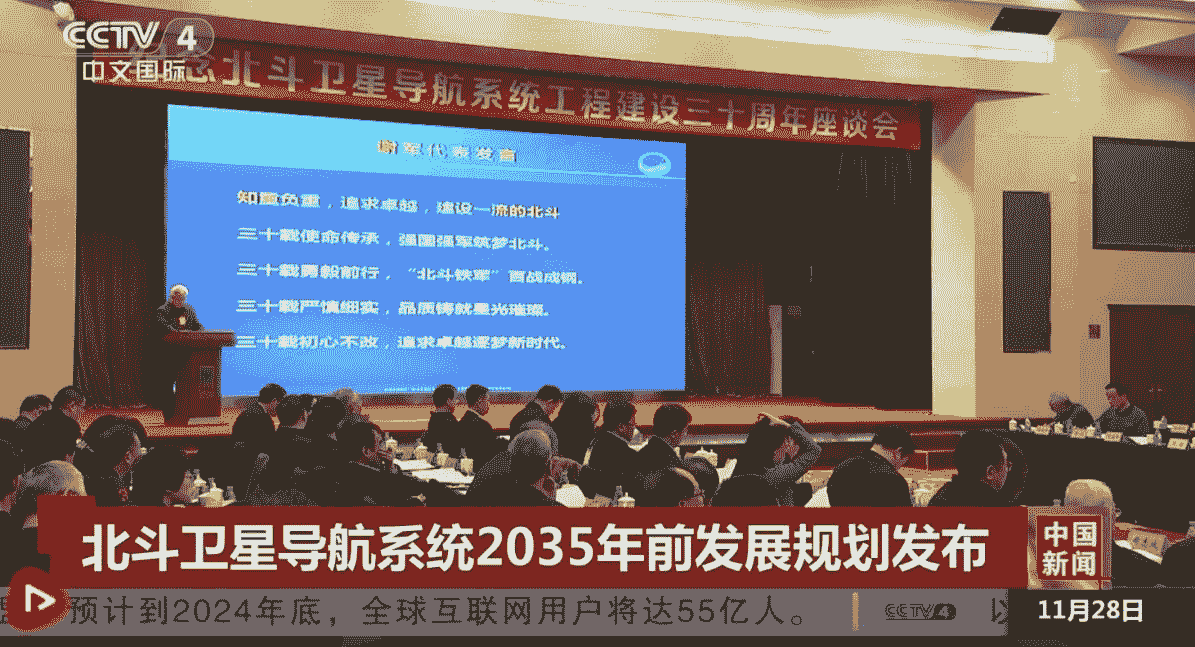 CCTV 4
中文国际
念北斗卫星导航系统工程建设三十周年座谈会
谢军代表发言
知重负重，追求卓越，建设一流的北斗
三十载使命传承，强国强军筑梦北斗。
三十载勇毅前行，“北斗铁军”百战成钢。
三十载严慎细实，品质铸就星光璀璨。
三十载初心不改，追求卓越逐梦新时代。
北斗卫星导航系统2035年前发展规划发布
中国
新闻
预计到2024年底，全球互联网用户将达55亿人。
CCTV 4
以
11月28日